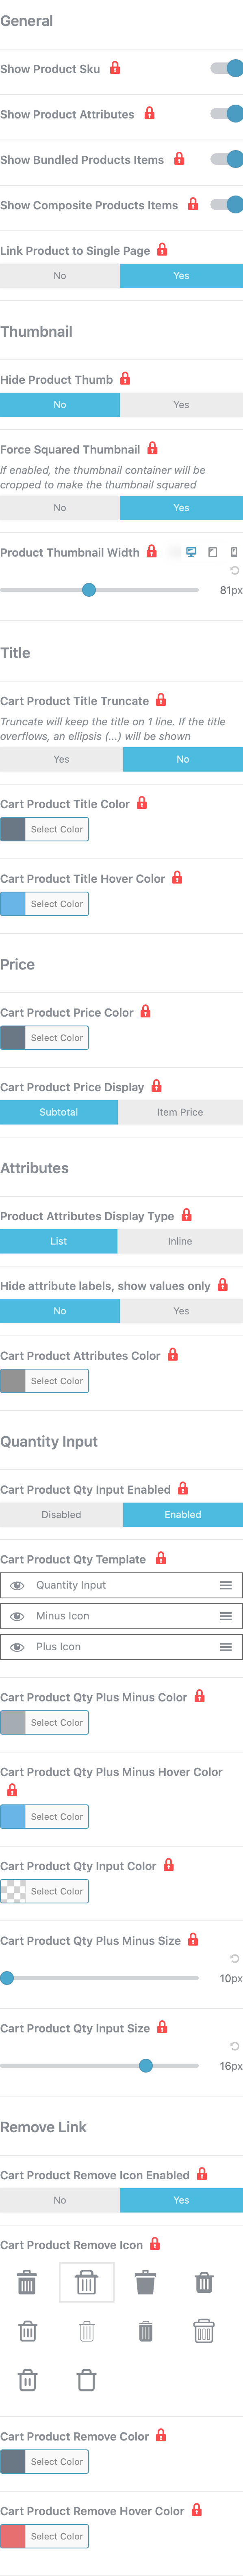 General
Show Product Sku
Show Product Attributes
Show Bundled Products Items
Show Composite Products Items
Link Product to Single Page
No Yes
Thumbnail
Hide Product Thumb
No Yes
Force Squared Thumbnail
If enabled, the thumbnail container will be
cropped to make the thumbnail squared
No Yes
Product Thumbnail Width
81px
Title
Cart Product Title Truncate
Truncate will keep the title on 1 line. If the title
overflows, an ellipsis (...) will be shown
Yes No
Cart Product Title Color
Select Color
Cart Product Title Hover Color
Select Color
Price
Cart Product Price Color
Select Color
Cart Product Price Display
Subtotal Item Price
Attributes
Product Attributes Display Type
List Inline
Hide attribute labels, show values only
No Yes
Cart Product Attributes Color
Select Color
Quantity Input
Cart Product Qty Input Enabled
Disabled Enabled
Cart Product Qty Template
Quantity Input
Minus Icon
Plus Icon
Cart Product Qty Plus Minus Color
Select Color
Cart Product Qty Plus Minus Hover Color
Select Color
Cart Product Qty Input Color
Select Color
Cart Product Qty Plus Minus Size
10px
Cart Product Qty Input Size
16px
Remove Link
Cart Product Remove Icon Enabled
No Yes
Cart Product Remove Icon
Cart Product Remove Color
Select Color
Cart Product Remove Hover Color
Select Color